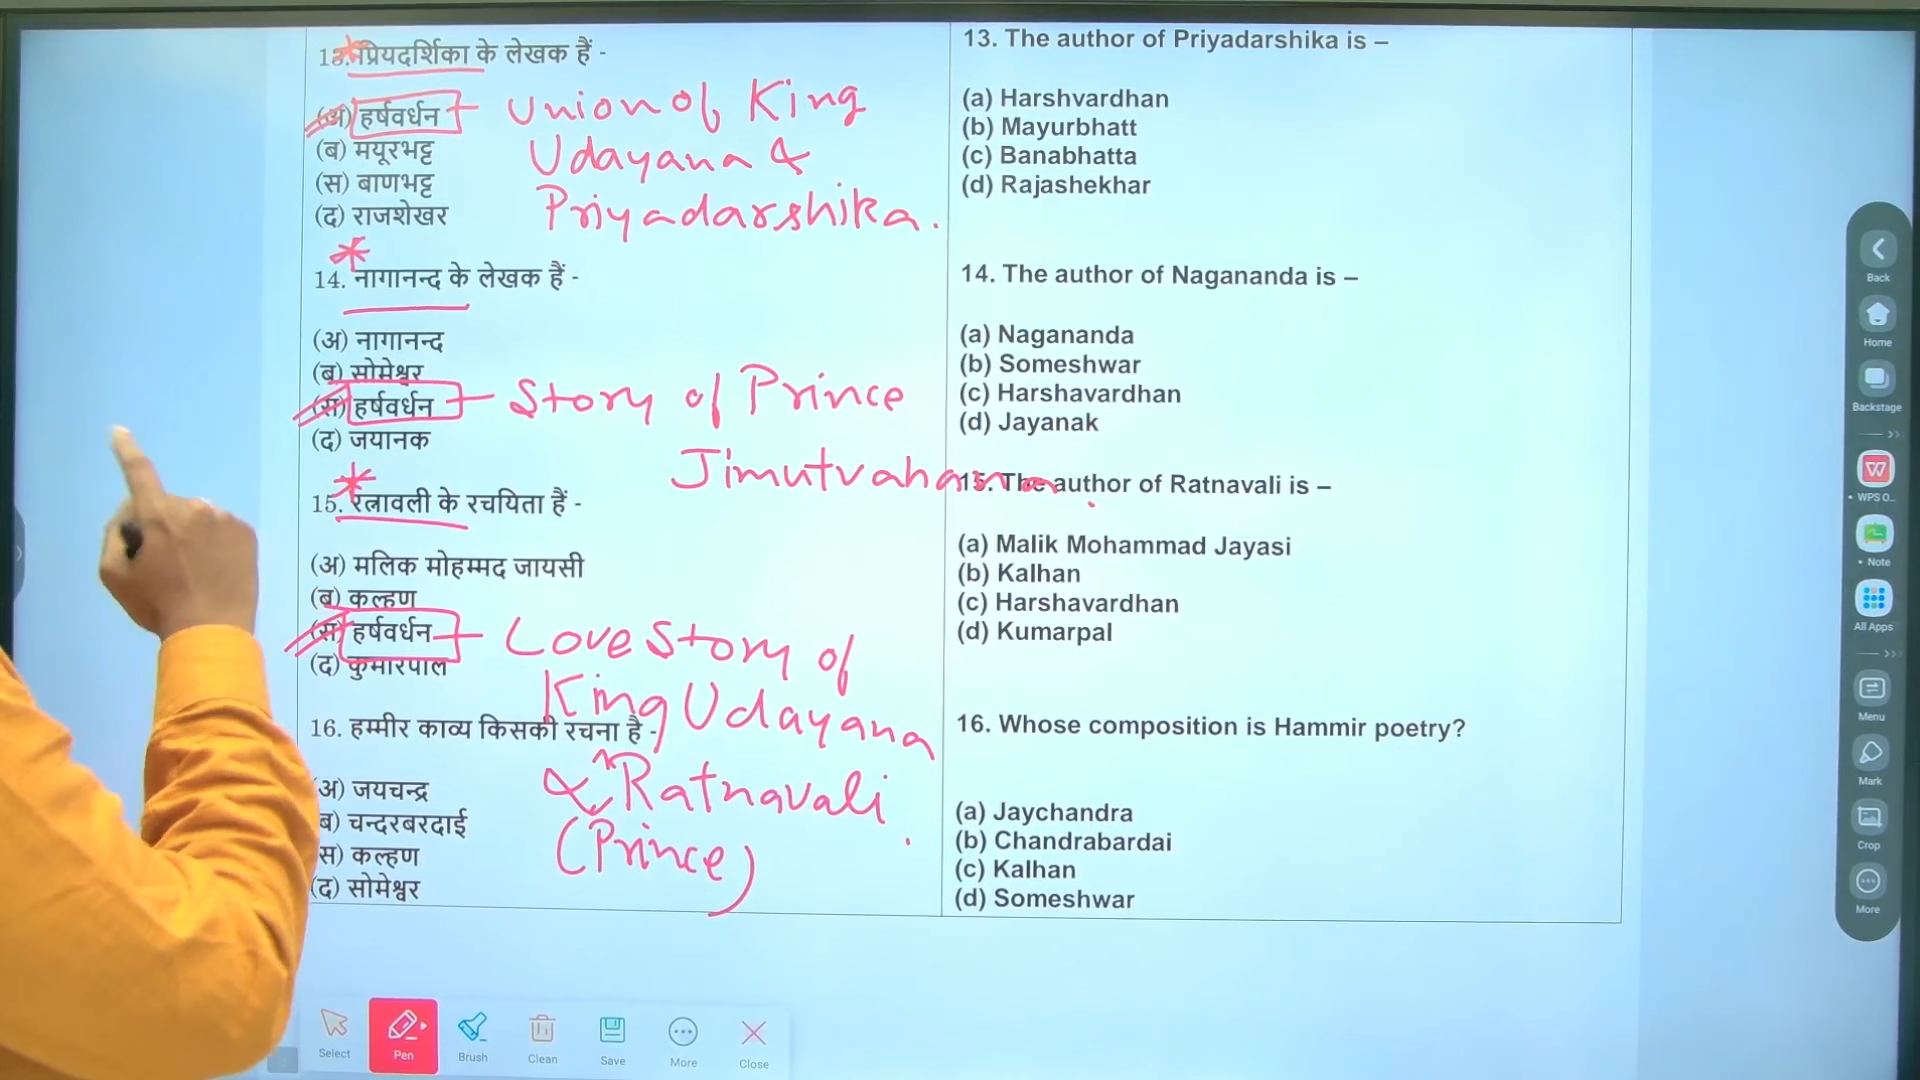 13. प्रियदर्शिका के लेखक हैं -
(अ) हर्षवर्धन
(ब) मयूरभट्ट
(स) बाणभट्ट
(द) राजशेखर
Union of King
Udayana &
Priyadarshika.
14. नागानन्द के लेखक हैं -
(अ) नागानन्द
(ब) सोमेश्वर
(स) हर्षवर्धन
(द) जयानक
Story of Prince
Jimutvahana.
15. रत्नावली के रचयिता हैं -
(अ) मलिक मोहम्मद जायसी
(ब) कल्हण
(स) हर्षवर्धन
(द) कुमारपाल
Love Story of
King Udayana
& Ratnavali.
(Prince)
16. हम्मीर काव्य किसकी रचना है -
(अ) जयचन्द्र
(ब) चन्दरबरदाई
(स) कल्हण
(द) सोमेश्वर
13. The author of Priyadarshika is –
(a) Harshvardhan
(b) Mayurbhatt
(c) Banabhatta
(d) Rajashekhar
14. The author of Nagananda is –
(a) Nagananda
(b) Someshwar
(c) Harshavardhan
(d) Jayanak
15. The author of Ratnavali is –
(a) Malik Mohammad Jayasi
(b) Kalhan
(c) Harshavardhan
(d) Kumarpal
16. Whose composition is Hammir poetry?
(a) Jaychandra
(b) Chandrabardai
(c) Kalhan
(d) Someshwar
Back
Home
Backstage
WPS O...
Note
All Apps
Menu
Mark
Crop
More
Select
Pen
Brush
Clean
Save
More
Close